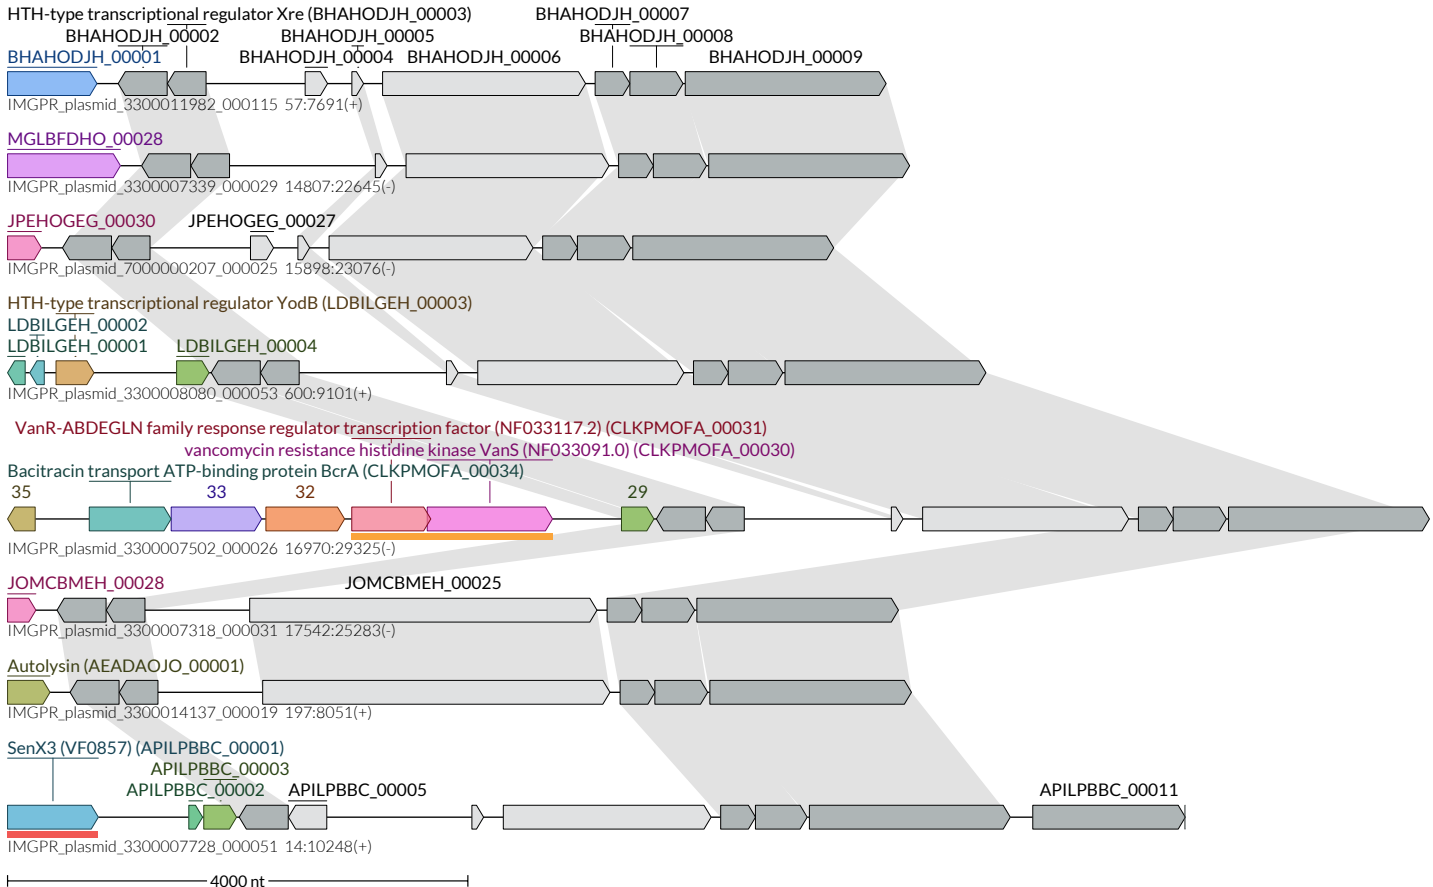 HTH-type transcriptional regulator Xre (BHAHODJH_00003)
BHAHODJH_00007
BHAHODJH_00002
BHAHODJH_00005
BHAHODJH_00008
BHAHODJH_00001
BHAHODJH_00004
BHAHODJH_00006
BHAHODJH_00009
IMGPR_plasmid_3300011982_000115 57:7691(+)
MGLBFDHO_00028
IMGPR_plasmid_3300007339_000029 14807:22645(-)
JPEHOGEG_00030
JPEHOGEG_00027
IMGPR_plasmid_7000000207_000025 15898:23076(-)
HTH-type transcriptional regulator YodB (LDBILGEH_00003)
LDBILGEH_00002
LDBILGEH_00001
LDBILGEH_00004
IMGPR_plasmid_3300008080_000053 600:9101(+)
VanR-ABDEGLN family response regulator transcription factor (NF033117.2) (CLKPMOFA_00031)
vancomycin resistance histidine kinase VanS (NF033091.0) (CLKPMOFA_00030)
Bacitracin transport ATP-binding protein BcrA (CLKPMOFA_00034)
35
33
32
29
IMGPR_plasmid_3300007502_000026 16970:29325(-)
JOMCBMEH_00028
JOMCBMEH_00025
IMGPR_plasmid_3300007318_000031 17542:25283(-)
Autolysin (AEADAOJO_00001)
IMGPR_plasmid_3300014137_000019 197:8051(+)
SenX3 (VF0857) (APILPBBC_00001)
APILPBBC_00003
APILPBBC_00002
APILPBBC_00005
APILPBBC_00011
IMGPR_plasmid_3300007728_000051 14:10248(+)
4000 nt